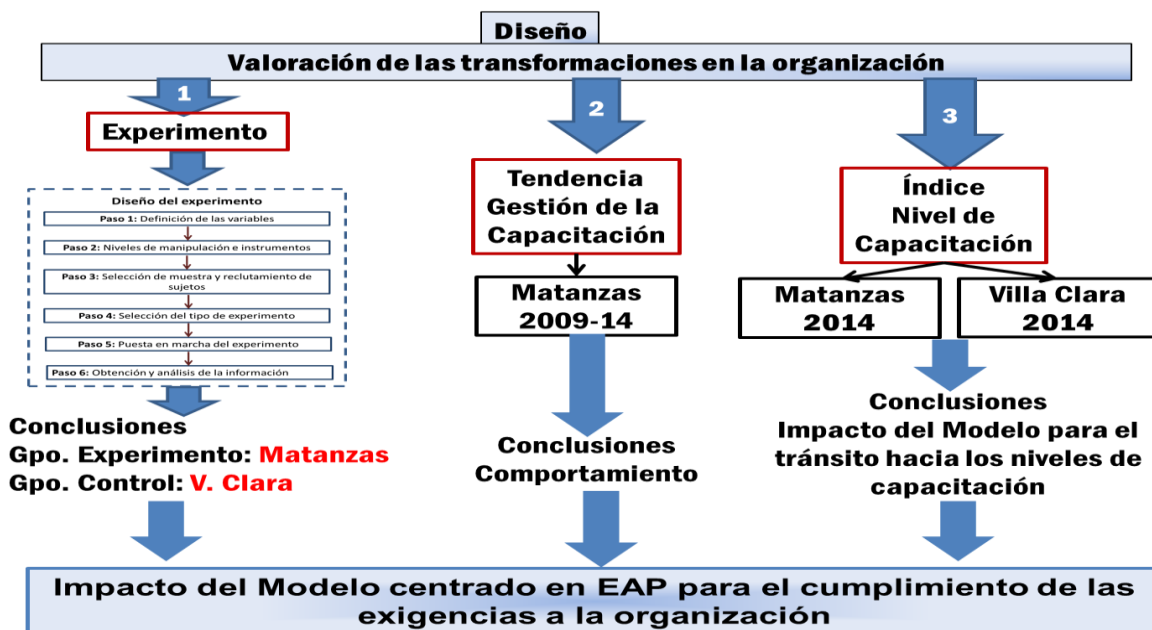 Diseño
Valoración de las transformaciones en la organización
1
Experimento
Diseño del experimento
Paso 1: Definición de las variables
Paso 2: Niveles de manipulación e instrumentos
Paso 3: Selección de muestra y reclutamiento de
sujetos
Paso 4: Selección del tipo de experimento
Paso 5: Puesta en marcha del experimento
Paso 6: Obtención y análisis de la información
Conclusiones
Gpo. Experimento: Matanzas
Gpo. Control: V. Clara
2
Tendencia
Gestión de la
Capacitación
Matanzas
2009-14
Conclusiones
Comportamiento
3
Índice
Nivel de
Capacitación
Matanzas
2014
Villa Clara
2014
Conclusiones
Impacto del Modelo para el
tránsito hacia los niveles de
capacitación
Impacto del Modelo centrado en EAP para el cumplimiento de las
exigencias a la organización